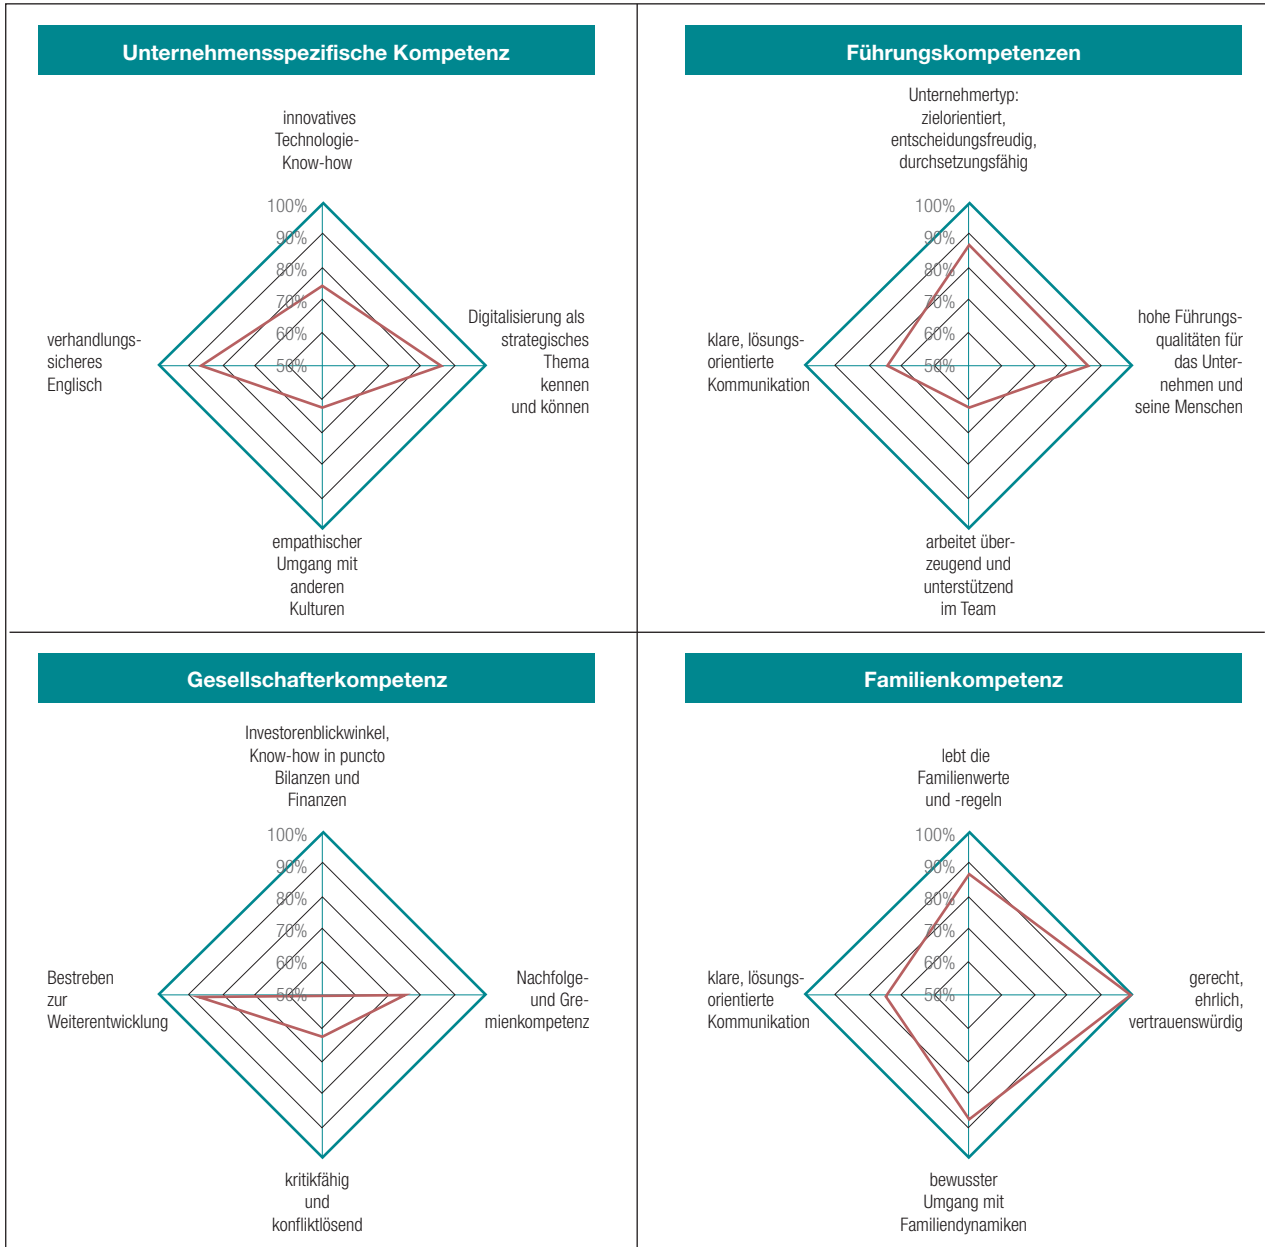 Unternehmensspezifische Kompetenz
innovatives
Technologie-
Know-how
100%
90%
80%
70%
60%
50%
verhandlungs-
sicheres
Englisch
Digitalisierung als
strategisches
Thema
kennen
und können
empathischer
Umgang mit
anderen
Kulturen
Führungskompetenzen
Unternehmertyp:
zielorientiert,
entscheidungsfreudig,
durchsetzungsfähig
100%
90%
80%
70%
60%
50%
klare, lösungs-
orientierte
Kommunikation
hohe Führungs-
qualitäten für
das Unter-
nehmen und
seine Menschen
arbeitet über-
zeugend und
unterstützend
im Team
Gesellschafterkompetenz
Investorenblickwinkel,
Know-how in puncto
Bilanzen und
Finanzen
100%
90%
80%
70%
60%
50%
Bestreben
zur
Weiterentwicklung
Nachfolge-
und Gre-
mienkompetenz
kritikfähig
und
konfliktlösend
Familienkompetenz
lebt die
Familienwerte
und -regeln
100%
90%
80%
70%
60%
50%
klare, lösungs-
orientierte
Kommunikation
gerecht,
ehrlich,
vertrauenswürdig
bewusster
Umgang mit
Familiendynamiken